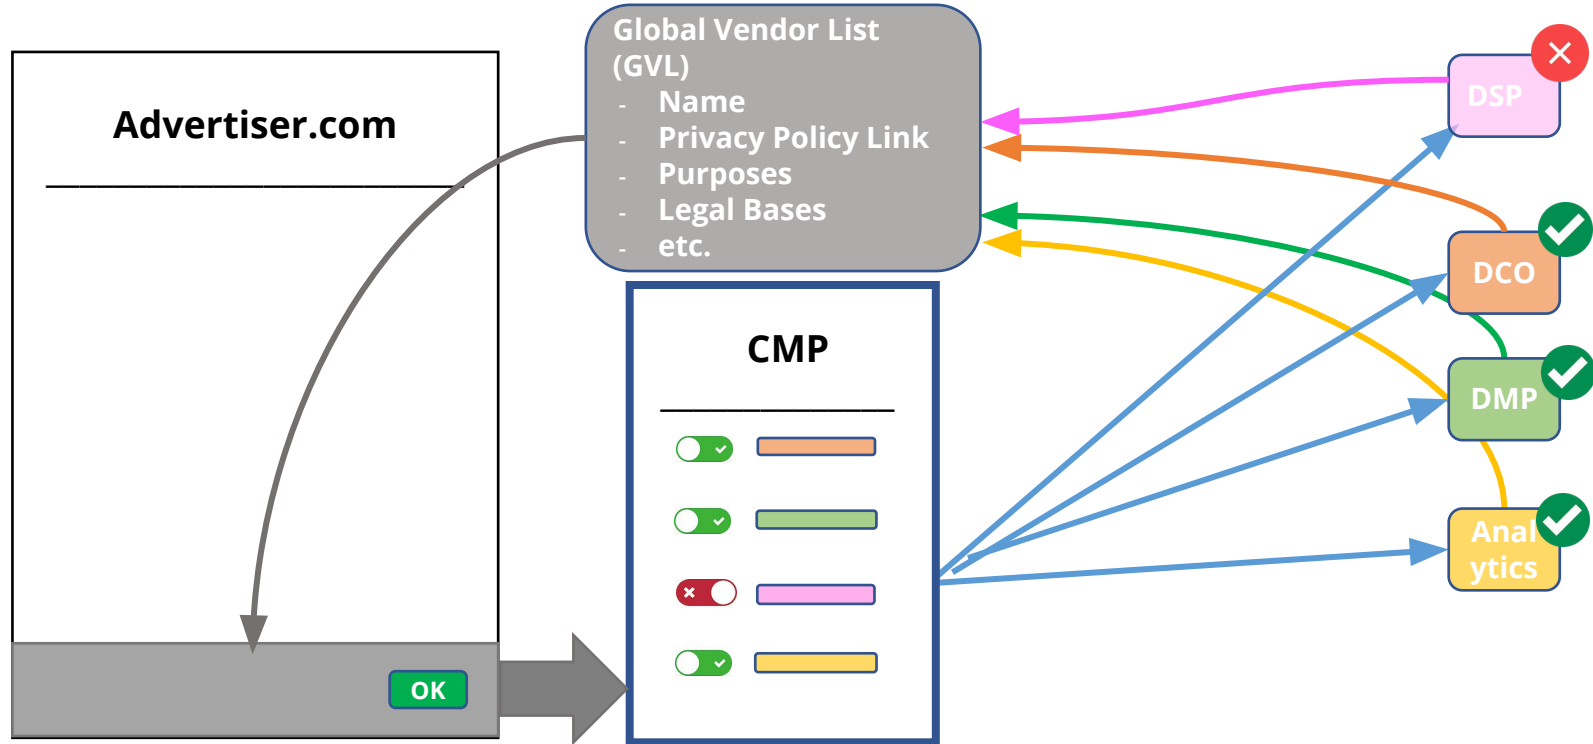 Advertiser.com
OK
Global Vendor List
(GVL)
- Name
- Privacy Policy Link
- Purposes
- Legal Bases
- etc.
CMP
DSP
DCO
DMP
Anal
ytics